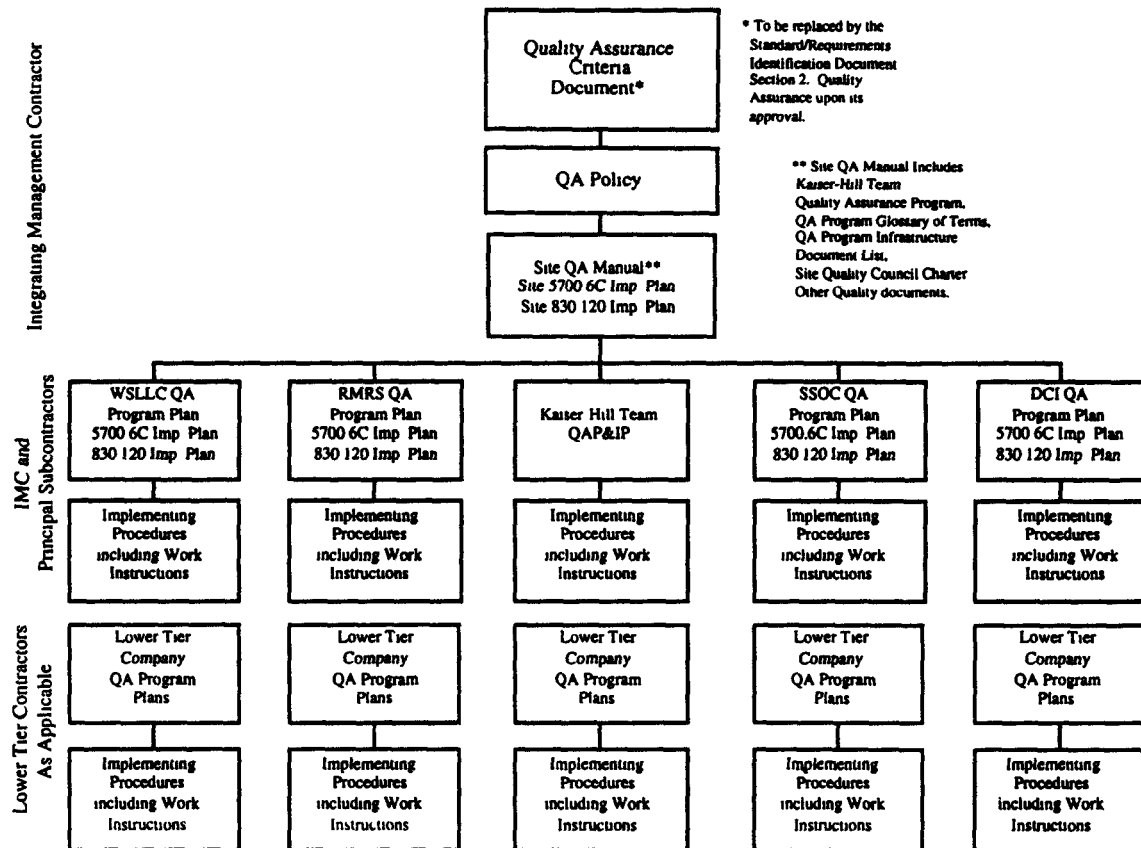 Integrating Management Contractor
Quality Assurance
Criteria
Document*
* To be replaced by the
Standard/Requirements
Identification Document
Section 2. Quality
Assurance upon its
approval.
QA Policy
** Site QA Manual Includes
Kaiser-Hill Team
Quality Assurance Program,
QA Program Glossary of Terms,
QA Program Infrastructure
Document List,
Site Quality Council Charter
Other Quality documents.
Site QA Manual**
Site 5700 6C Imp Plan
Site 830 120 Imp Plan
IMC and
Principal Subcontractors
WSLLC QA
Program Plan
5700 6C Imp Plan
830 120 Imp Plan
RMRS QA
Program Plan
5700 6C Imp Plan
830 120 Imp Plan
Kaiser Hill Team
QAP&IP
SSOC QA
Program Plan
5700.6C Imp Plan
830 120 Imp Plan
DCI QA
Program Plan
5700 6C Imp Plan
830 120 Imp Plan
Implementing
Procedures
including Work
Instructions
Implementing
Procedures
including Work
Instructions
Implementing
Procedures
including Work
Instructions
Implementing
Procedures
including Work
Instructions
Implementing
Procedures
including Work
Instructions
Lower Tier Contractors
As Applicable
Lower Tier
Company
QA Program
Plans
Lower Tier
Company
QA Program
Plans
Lower Tier
Company
QA Program
Plans
Lower Tier
Company
QA Program
Plans
Lower Tier
Company
QA Program
Plans
Implementing
Procedures
including Work
Instructions
Implementing
Procedures
including Work
Instructions
Implementing
Procedures
including Work
Instructions
Implementing
Procedures
including Work
Instructions
Implementing
Procedures
including Work
Instructions